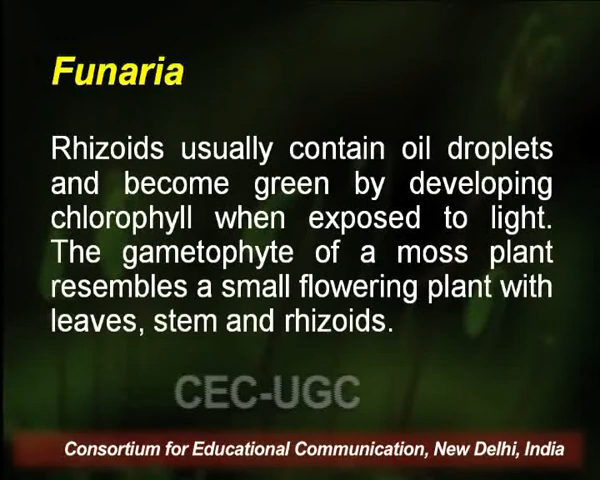 Funaria
Rhizoids usually contain oil droplets
and become green by developing
chlorophyll when exposed to light.
The gametophyte of a moss plant
resembles a small flowering plant with
leaves, stem and rhizoids.
CEC-UGC
Consortium for Educational Communication, New Delhi, India